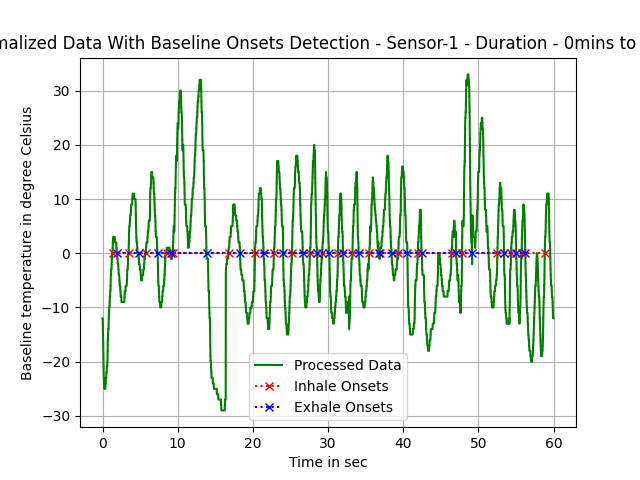 malized Data With Baseline Onsets Detection - Sensor-1 - Duration - 0mins to
Baseline temperature in degree Celsius
30
20
10
0
−10
−20
−30
Processed Data
Inhale Onsets
Exhale Onsets
0 10 20 30 40 50 60
Time in sec